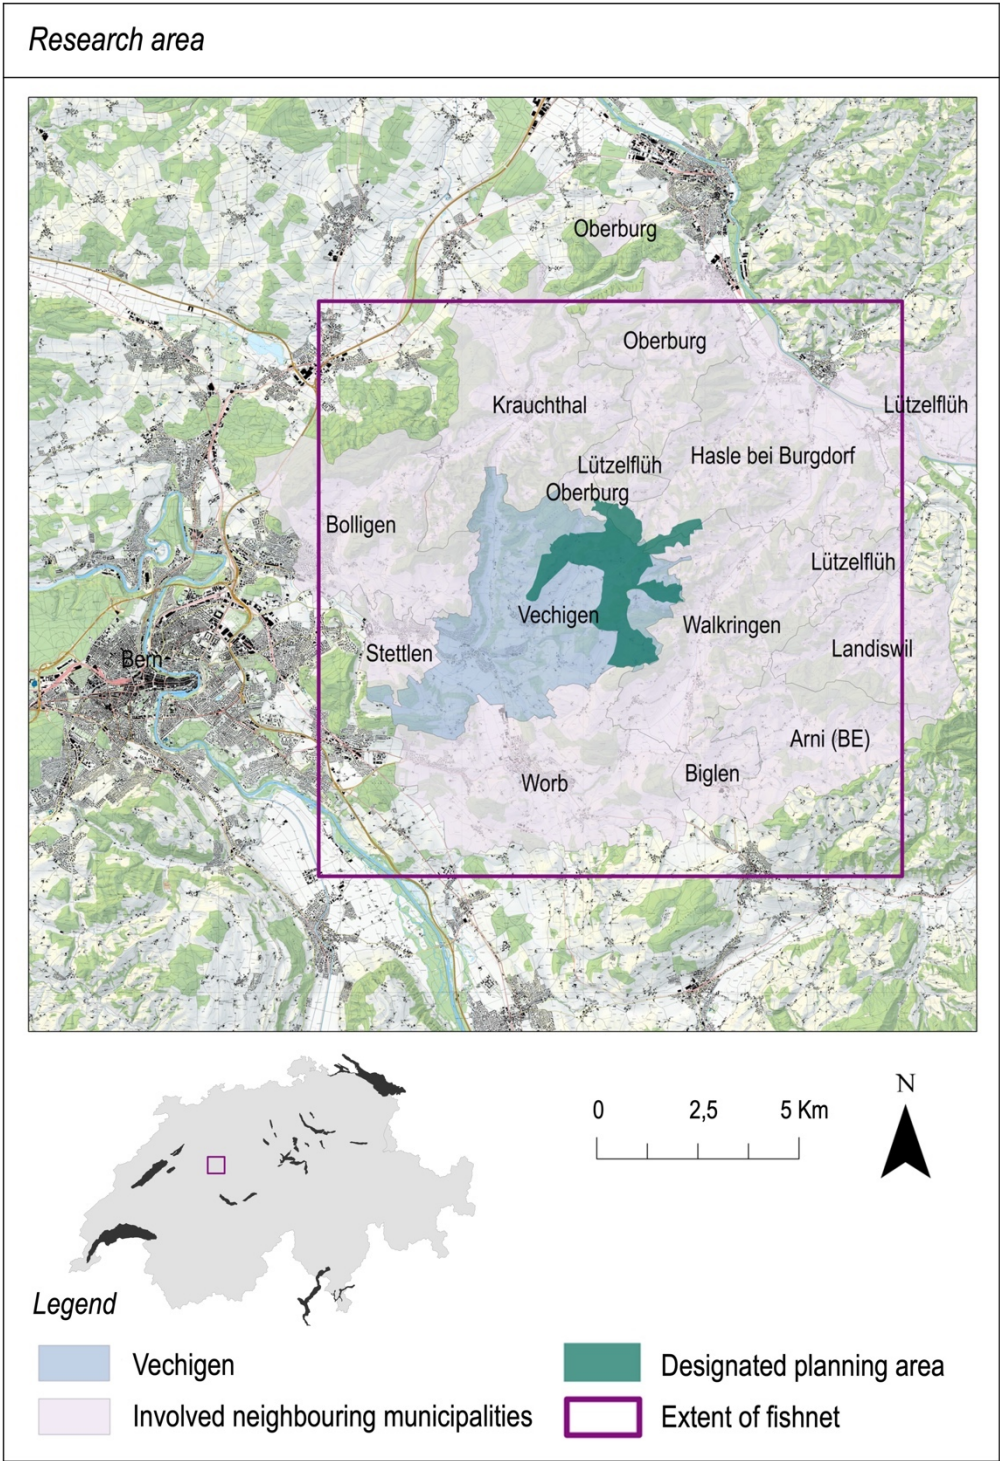 Research area
Oberburg
Oberburg
Krauchthal
Lützelflüh
Hasle bei Burgdorf
Lützelflüh
Oberburg
Bolligen
Lützelflüh
Vechigen
Walkringen
Stettlen
Landiswil
Bern
Arni (BE)
Biglen
Worb
0 2,5 5 Km
N
Legend
Vechigen
Designated planning area
Involved neighbouring municipalities
Extent of fishnet